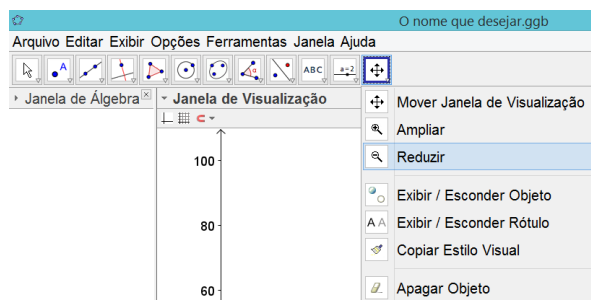 O nome que desejar.ggb
Arquivo Editar Exibir Opções Ferramentas Janela Ajuda
A ABC a=2
Janela de Álgebra Janela de Visualização
Mover Janela de Visualização
Ampliar
Reduzir
Exibir / Esconder Objeto
AA Exibir / Esconder Rótulo
Copiar Estilo Visual
Apagar Objeto
100
80
60